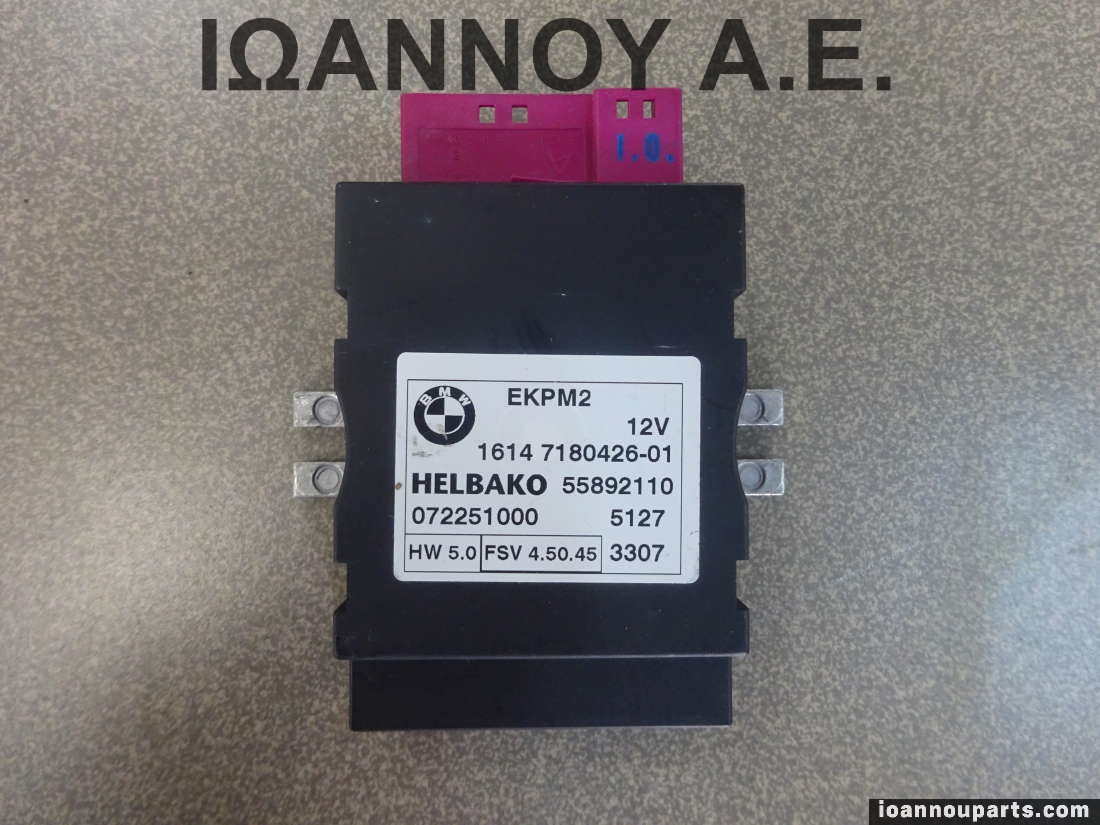 ΙΩΑΝΝΟΥ Α.Ε.
I.O.
BMW
EKPM2
12V
1614 7180426-01
HELBAKO 55892110
072251000 5127
HW 5.0 FSV 4.50.45 3307
ioannouparts.com